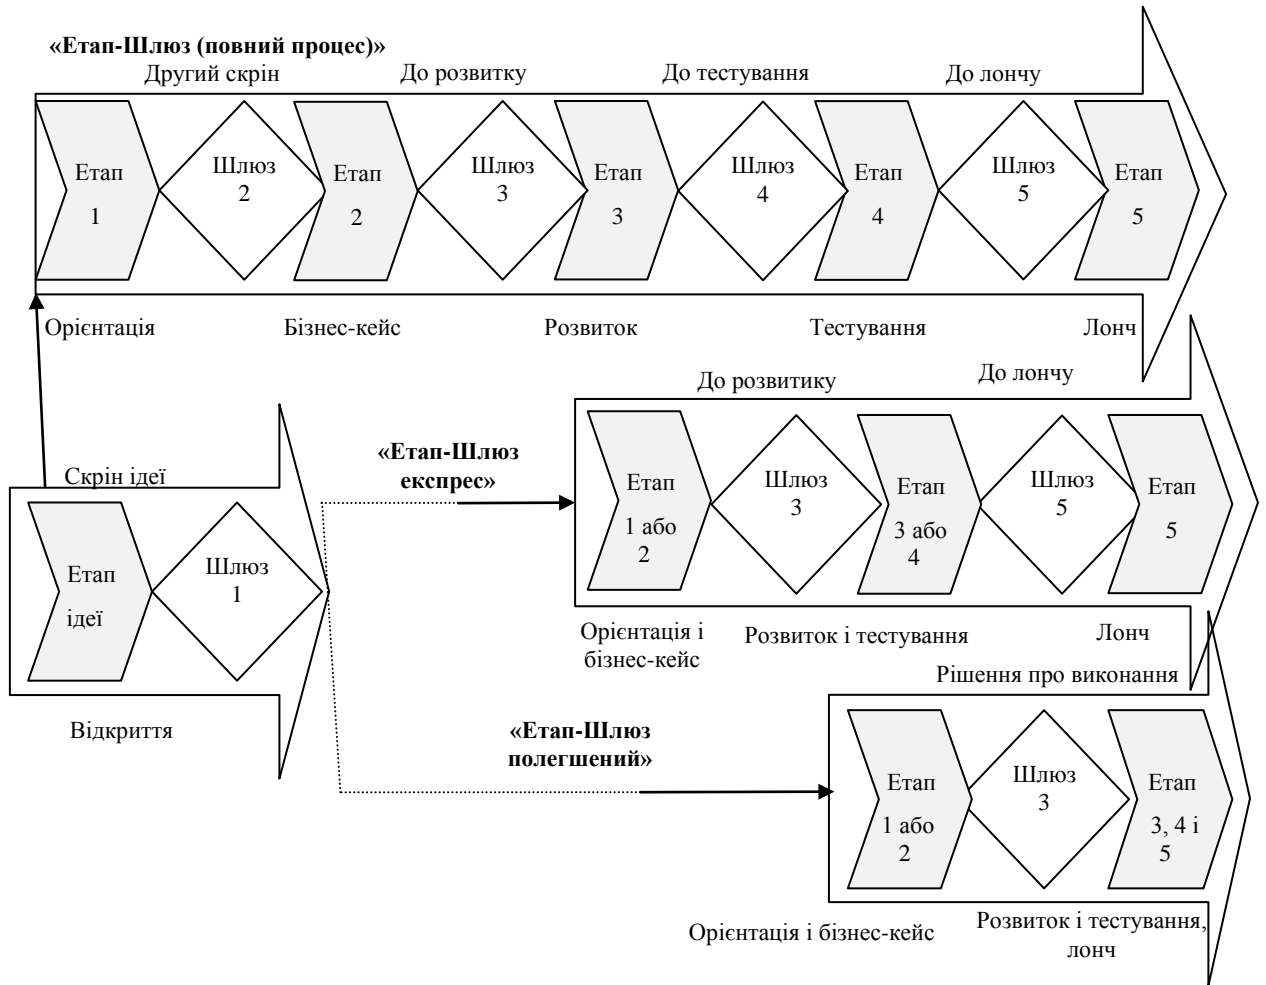 «Етап-Шлюз (повний процес)»
Другий скрін
До розвитку
До тестування
До лончу
Етап
1
Шлюз
2
Етап
2
Шлюз
3
Етап
3
Шлюз
4
Етап
4
Шлюз
5
Етап
5
Орієнтація
Бізнес-кейс
Розвиток
Тестування
Лонч
Скрін ідеї
Етап
ідеї
Шлюз
1
Відкриття
«Етап-Шлюз
експрес»
До розвитику
До лончу
Етап
1 або
2
Шлюз
3
Етап
3 або
4
Шлюз
5
Етап
5
Орієнтація і
бізнес-кейс
Розвиток і тестування
Лонч
«Етап-Шлюз
полегшений»
Рішення про виконання
Етап
1 або
2
Шлюз
3
Етап
3, 4 і
5
Орієнтація і бізнес-кейс
Розвиток і тестування,
лонч